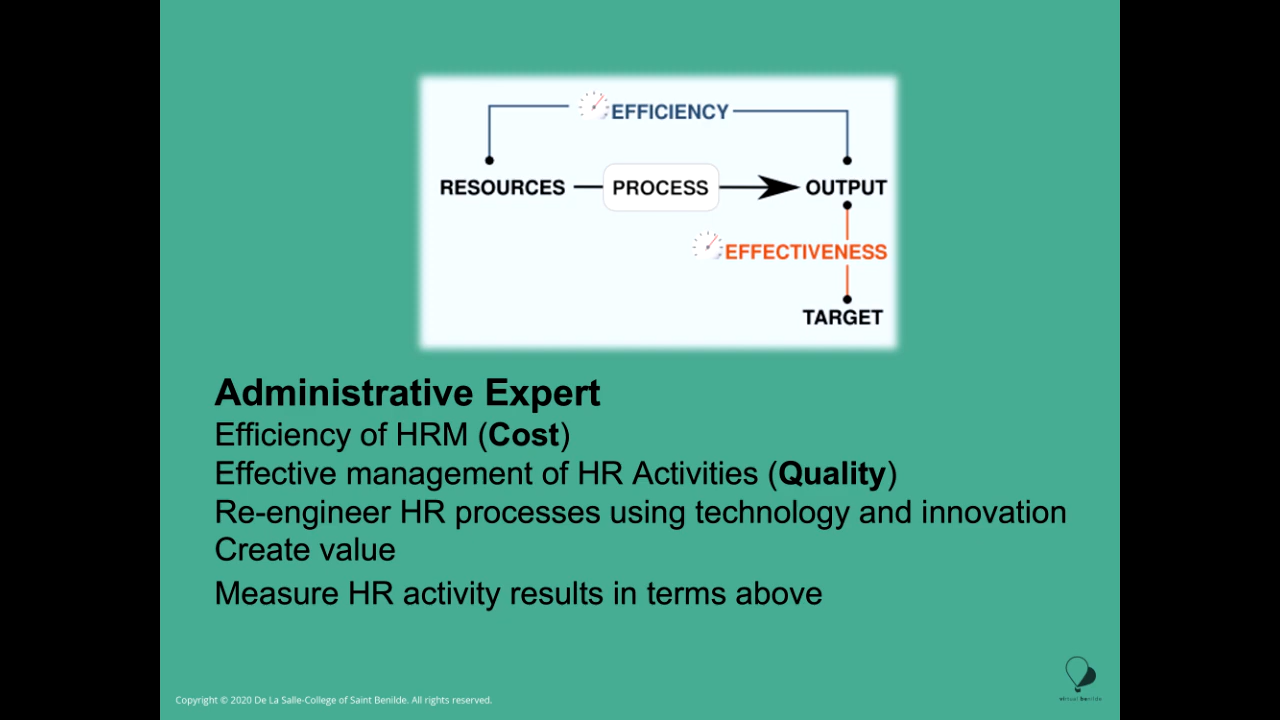 EFFICIENCY
RESOURCES PROCESS OUTPUT
EFFECTIVENESS
TARGET
Administrative Expert
Efficiency of HRM (Cost)
Effective management of HR Activities (Quality)
Re-engineer HR processes using technology and innovation
Create value
Measure HR activity results in terms above
Copyright © 2020 De La Salle-College of Saint Benilde. All rights reserved.
virtual benilde